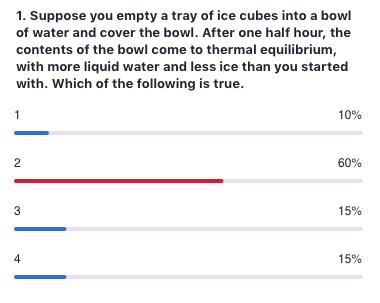 1. Suppose you empty a tray of ice cubes into a bowl
of water and cover the bowl. After one half hour, the
contents of the bowl come to thermal equilibrium,
with more liquid water and less ice than you started
with. Which of the following is true.
1 10%
2 60%
3 15%
4 15%